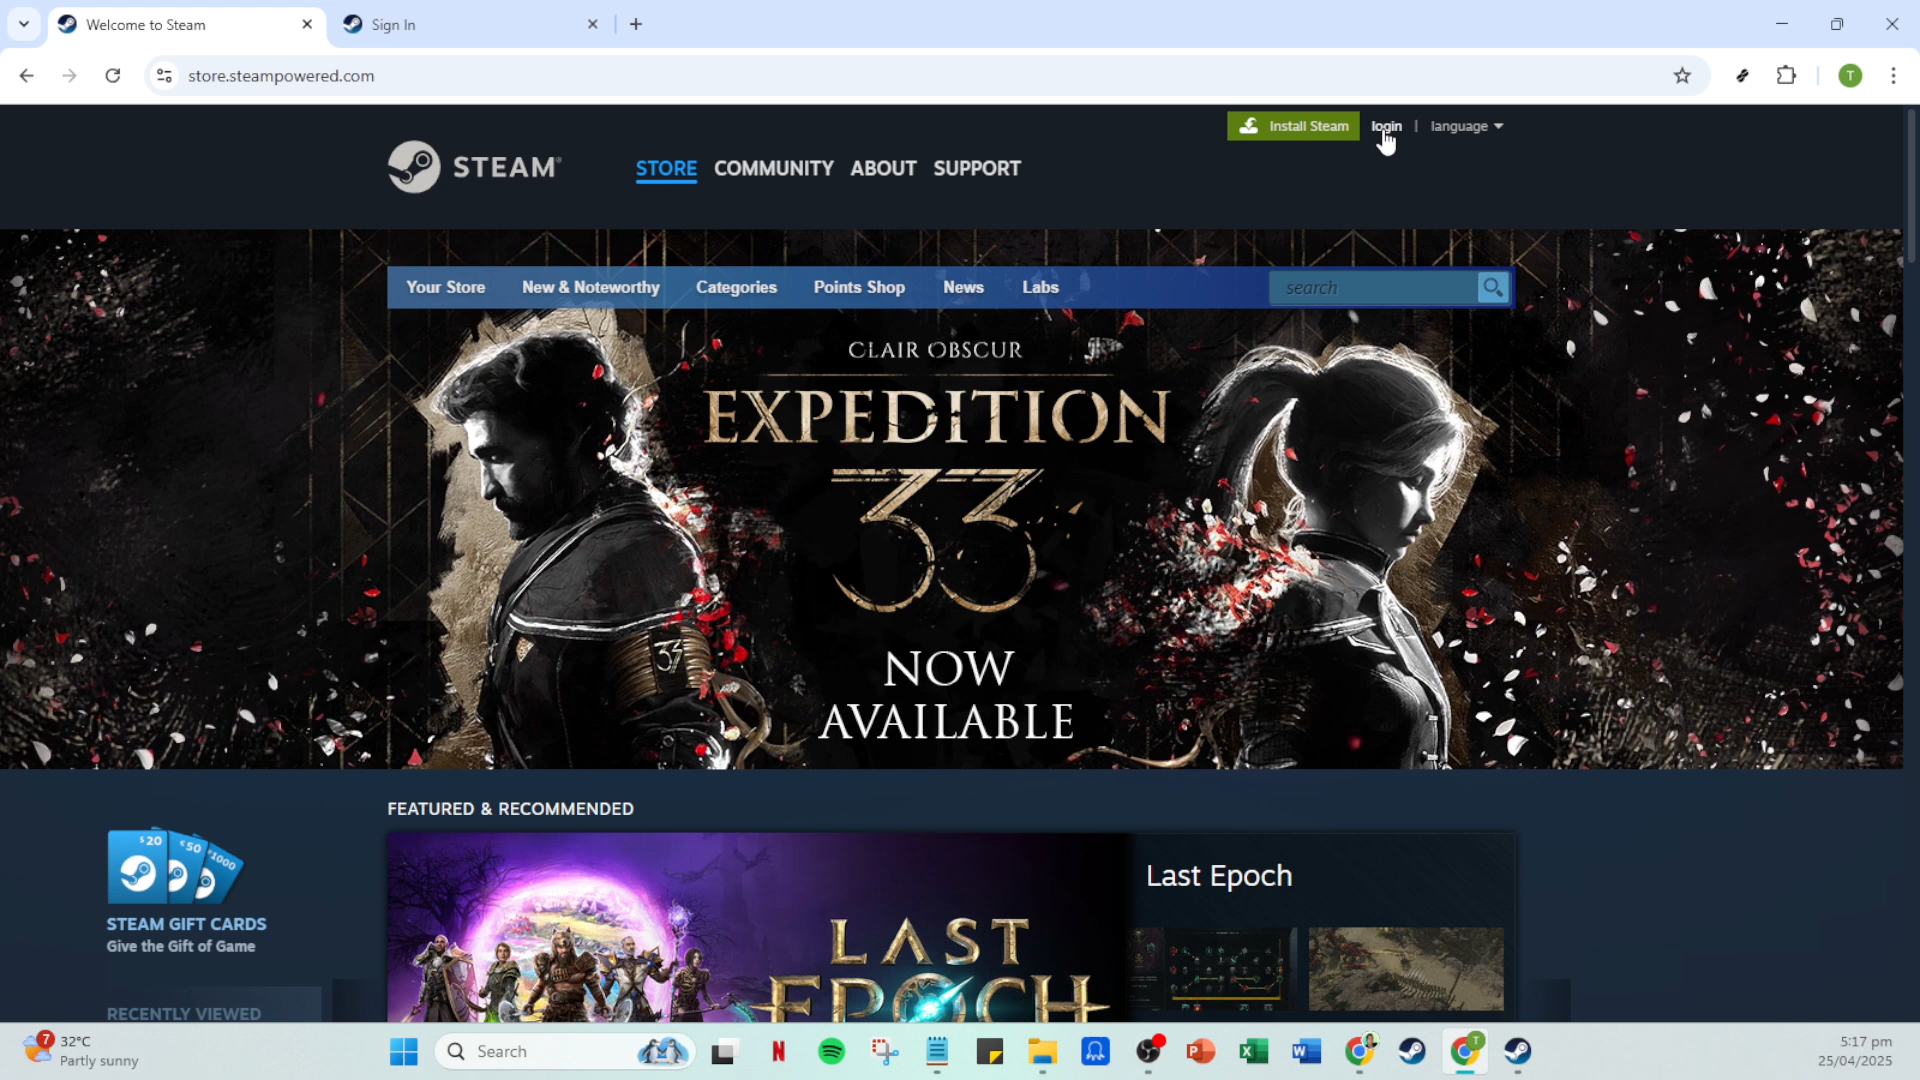 Welcome to Steam
Sign In
store.steampowered.com
T
Install Steam
login | language
STEAM®
STORE COMMUNITY ABOUT SUPPORT
Your Store New & Noteworthy Categories Points Shop News Labs
search
CLAIR OBSCUR
EXPEDITION
33
33
NOW
AVAILABLE
FEATURED & RECOMMENDED
$20
€50
1000
STEAM GIFT CARDS
Give the Gift of Game
Last Epoch
LAST
EPOCH
RECENTLY VIEWED
7
32°C
Partly sunny
Search
N
P
X
W
T
5:17 pm
25/04/2025